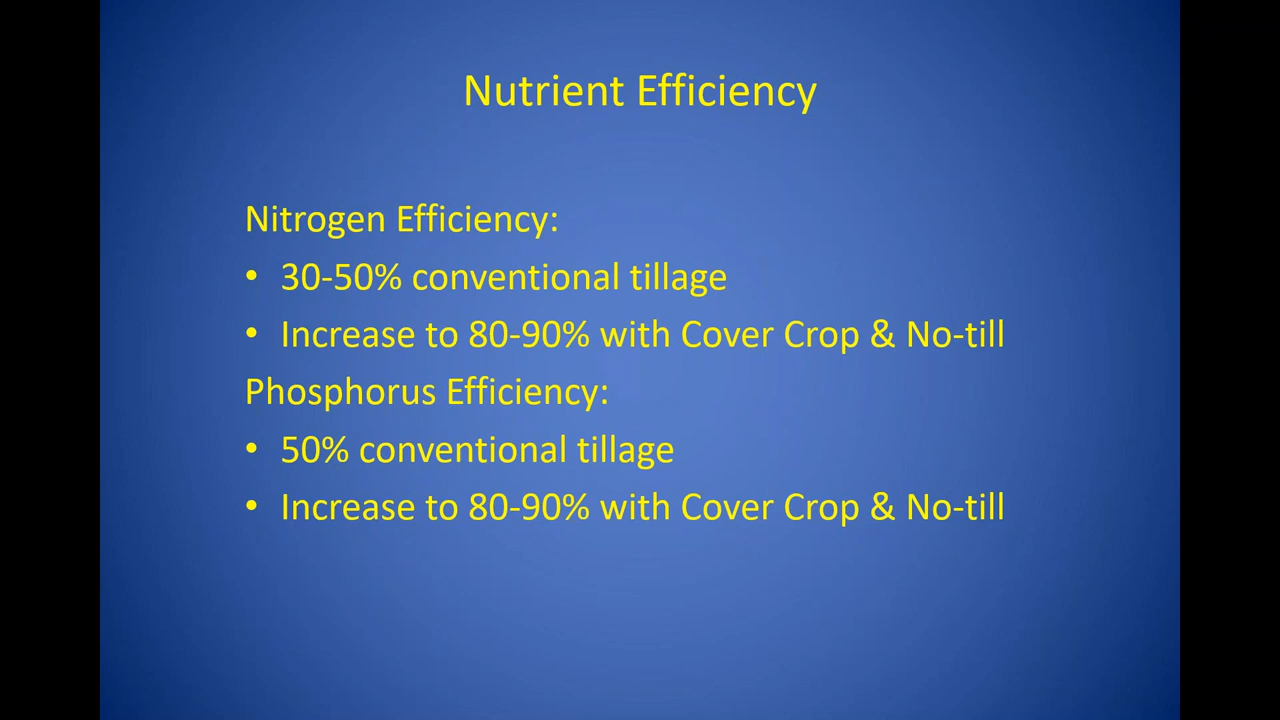 Nutrient Efficiency
Nitrogen Efficiency:
• 30-50% conventional tillage
• Increase to 80-90% with Cover Crop & No-till
Phosphorus Efficiency:
• 50% conventional tillage
• Increase to 80-90% with Cover Crop & No-till